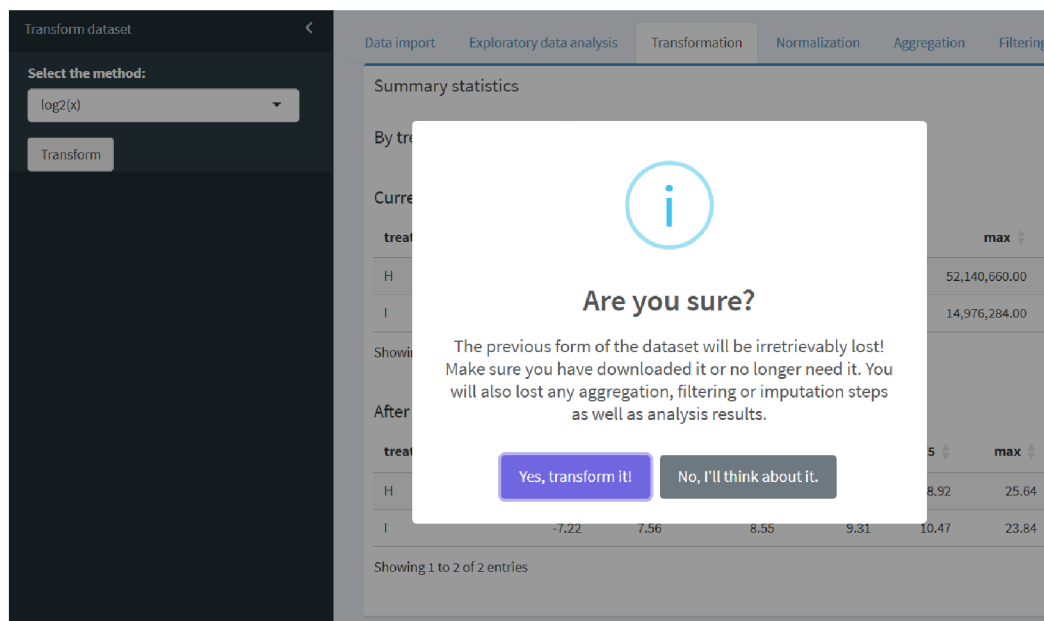 Transform dataset
Data import Exploratory data analysis Transformation Normalization Aggregation Filtering
Select the method:
log2(x)
Transform
Summary statistics
By tre
Curre
treat max
H 52,140,660.00
I 14,976,284.00
Showi
After
treat max
H 8.92 25.64
I -7.22 7.56 8.55 9.31 10.47 23.84
Showing 1 to 2 of 2 entries
i
Are you sure?
The previous form of the dataset will be irretrievably lost!
Make sure you have downloaded it or no longer need it. You
will also lost any aggregation, filtering or imputation steps
as well as analysis results.
Yes, transform it! No, I'll think about it.